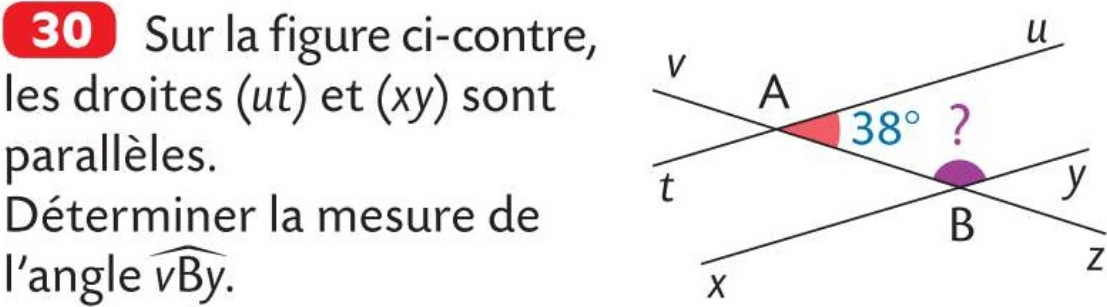 30 Sur la figure ci-contre,
les droites (ut) et (xy) sont
parallèles.
Déterminer la mesure de
l'angle vBy.
u
v
A
38° ?
t
y
B
z
x